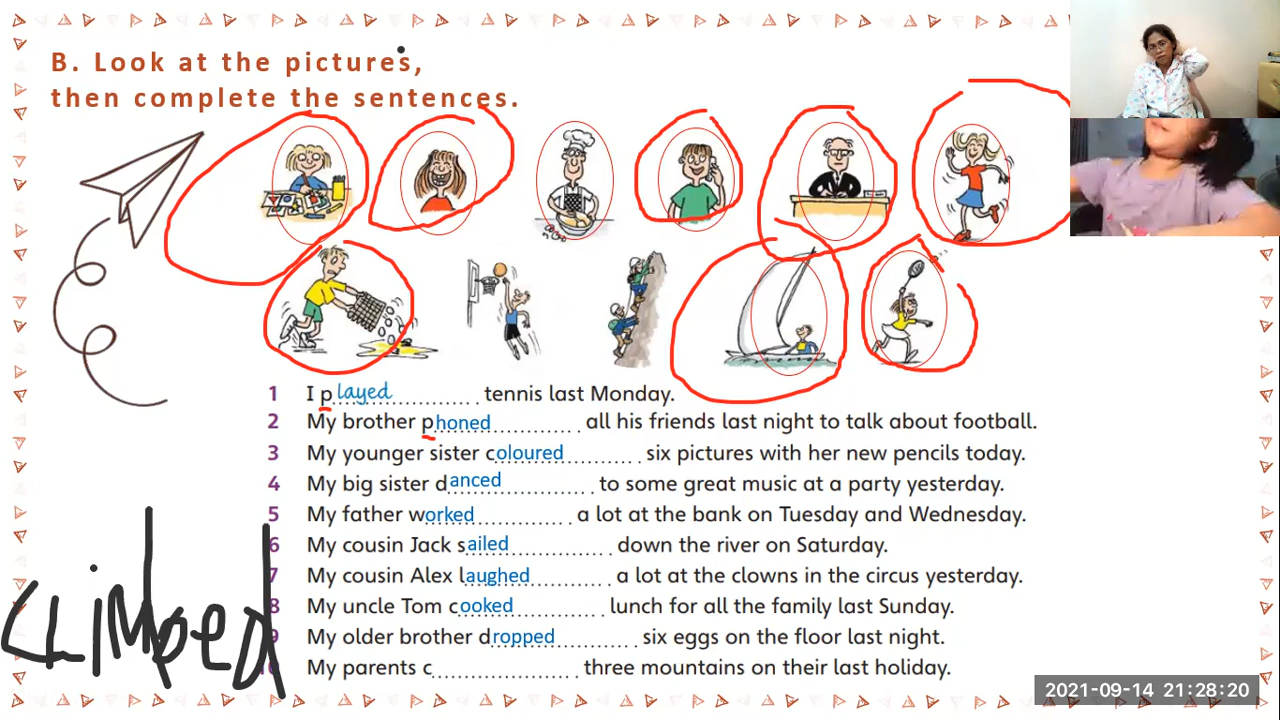 B. Look at the pictures,
then complete the sentences.
1 I played tennis last Monday.
2 My brother phoned all his friends last night to talk about football.
3 My younger sister coloured six pictures with her new pencils today.
4 My big sister danced to some great music at a party yesterday.
5 My father worked a lot at the bank on Tuesday and Wednesday.
6 My cousin Jack sailed down the river on Saturday.
7 My cousin Alex laughed a lot at the clowns in the circus yesterday.
8 My uncle Tom cooked lunch for all the family last Sunday.
9 My older brother dropped six eggs on the floor last night.
10 My parents c.............................. three mountains on their last holiday.
climbed
2021-09-14 21:28:20